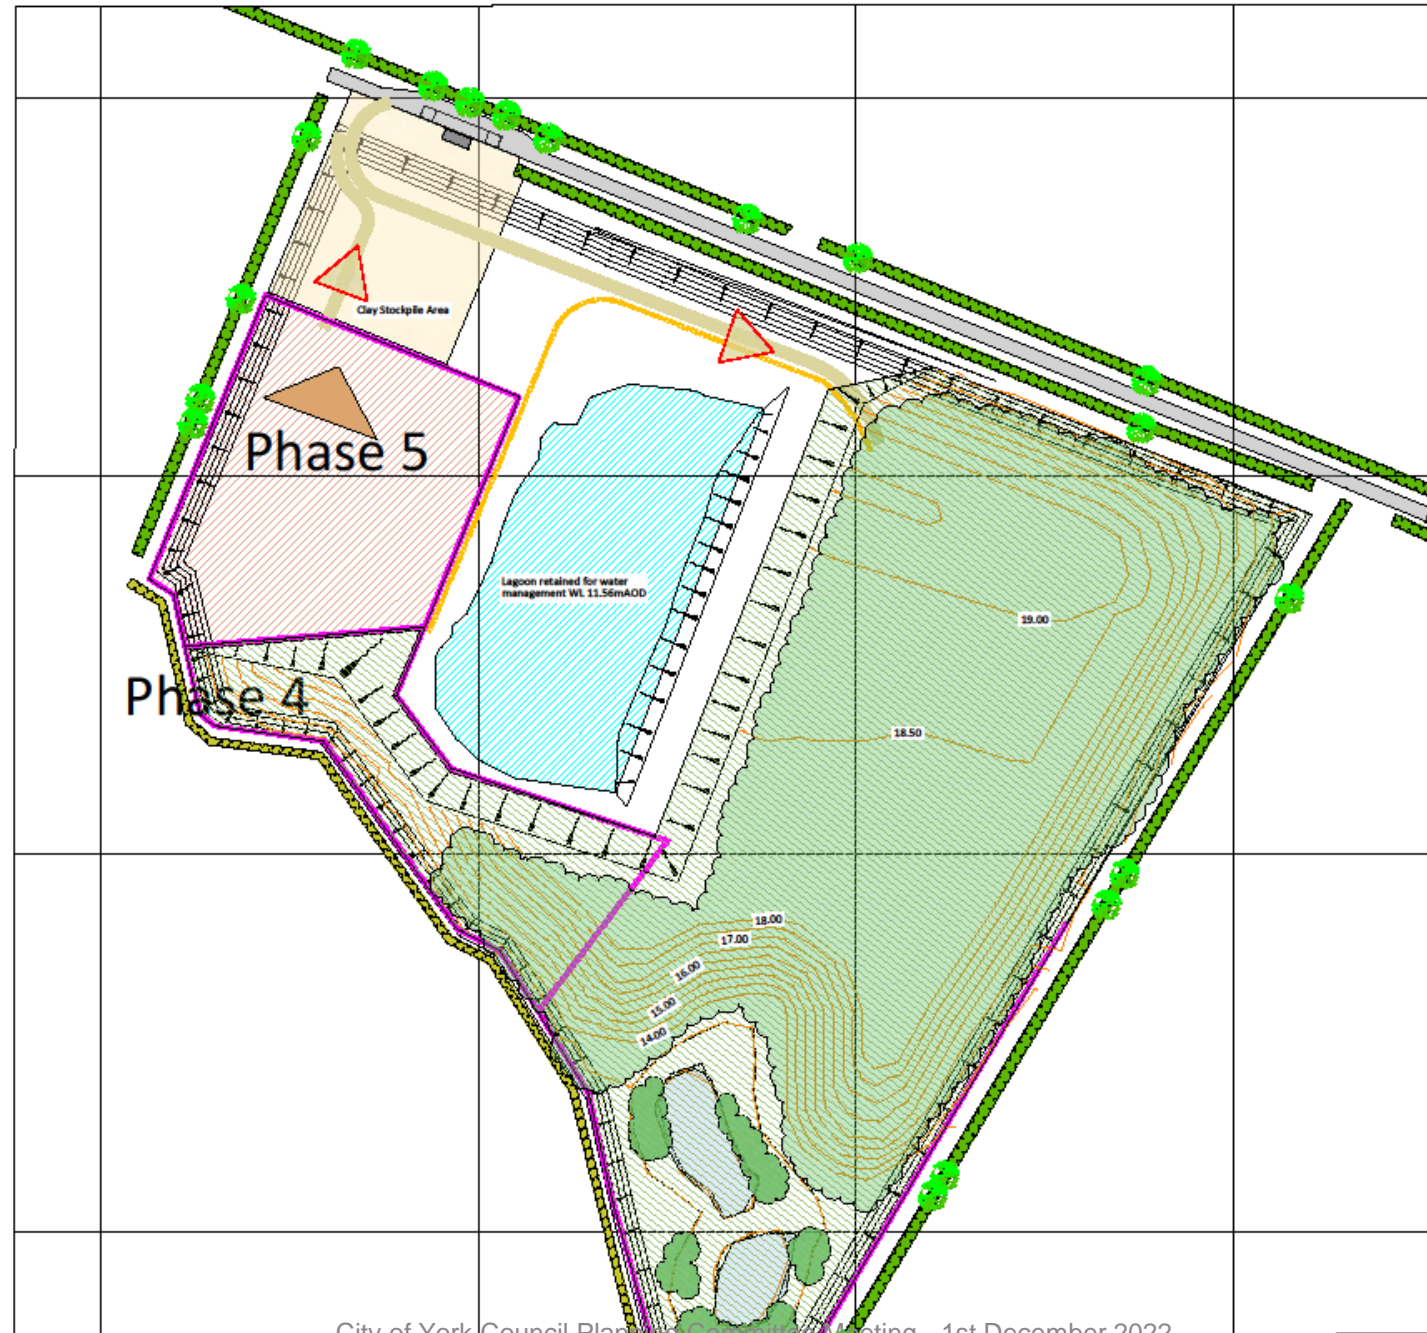 Clay Stockpile Area
Phase 5
Lagoon retained for water
management WL 11.56mAOD
19.00
Phase 4
18.50
18.00
17.00
16.00
15.00
14.00
City of York Council Planning Committee Meeting - 1st December 2022